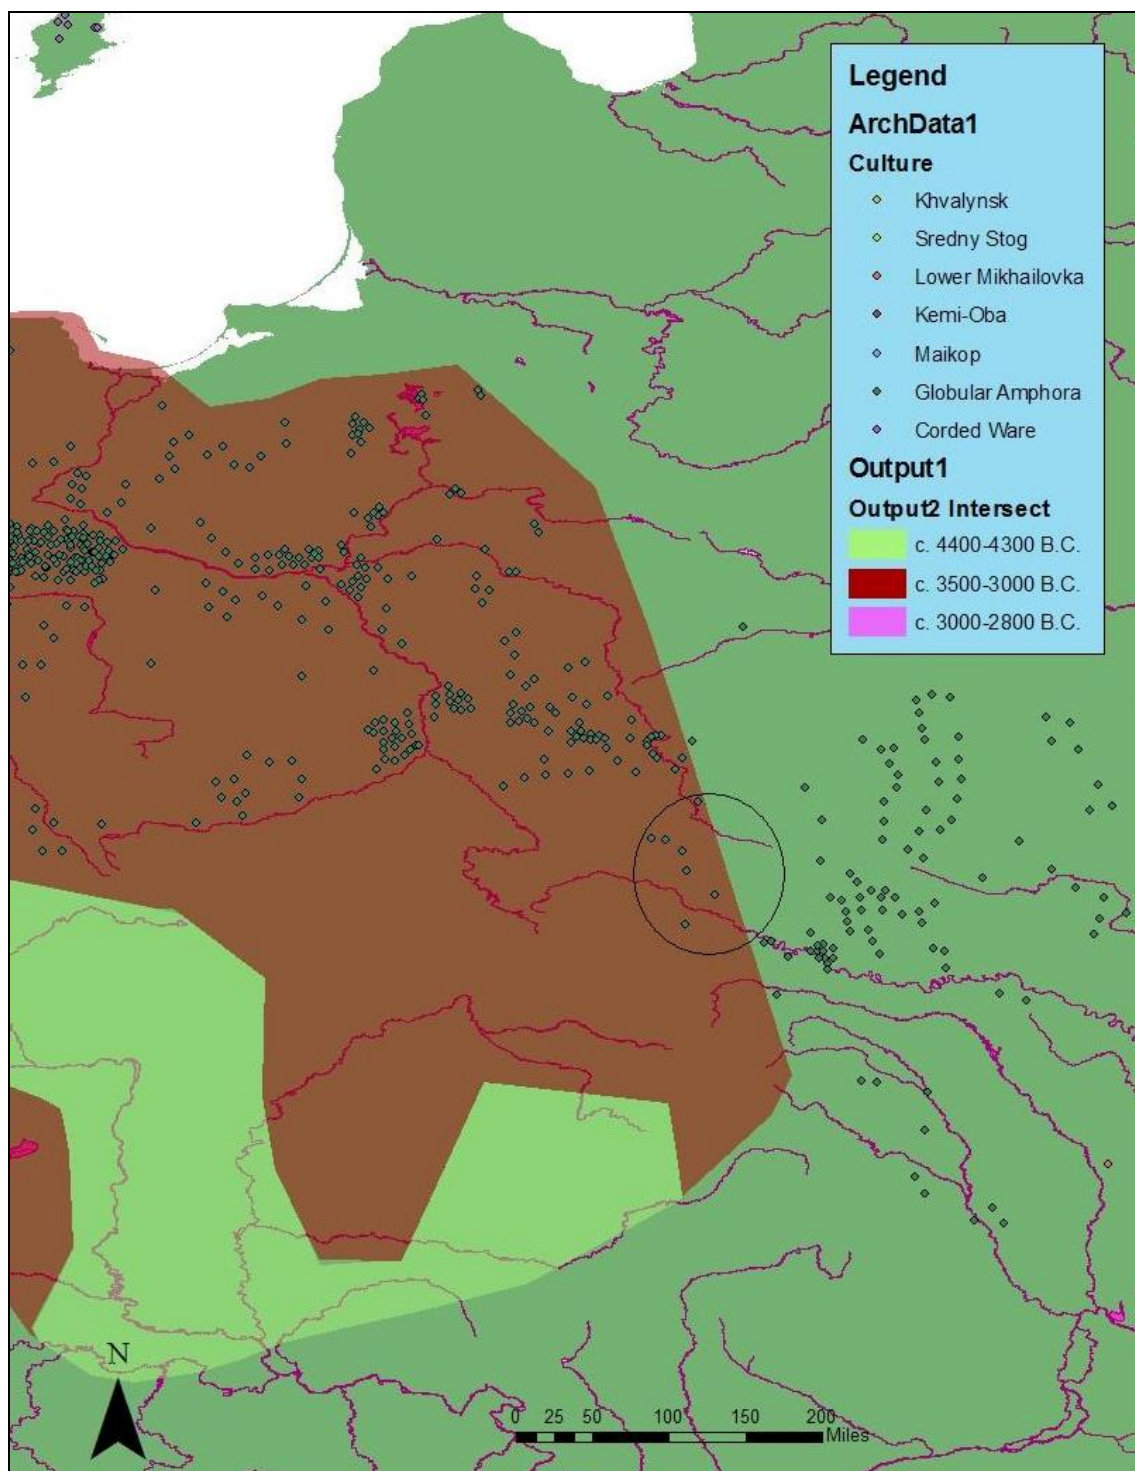 Legend
ArchData1
Culture
Khvalynsk
Sredny Stog
Lower Mikhailovka
Kemi-Oba
Maikop
Globular Amphora
Corded Ware
Output1
Output2 Intersect
c. 4400-4300 B.C.
c. 3500-3000 B.C.
c. 3000-2800 B.C.
N
0 25 50 100 150 200
Miles